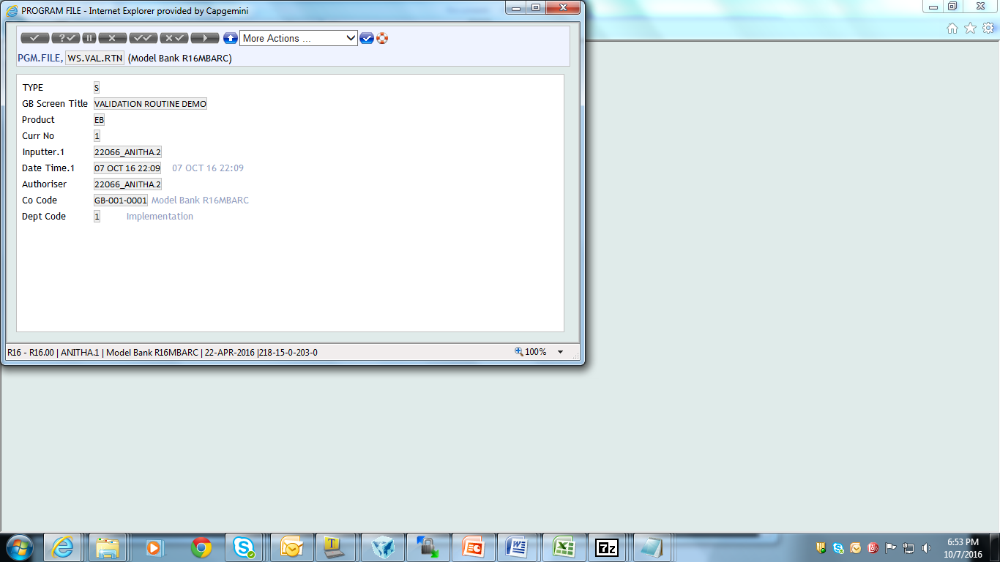 PROGRAM FILE - Internet Explorer provided by Capgemini
More Actions ...
PGM.FILE, WS.VAL.RTN (Model Bank R16MBARC)
TYPE S
GB Screen Title VALIDATION ROUTINE DEMO
Product EB
Curr No 1
Inputter.1 22066_ANITHA.2
Date Time.1 07 OCT 16 22:09 07 OCT 16 22:09
Authoriser 22066_ANITHA.2
Co Code GB-001-0001 Model Bank R16MBARC
Dept Code 1 Implementation
R16 - R16.00 | ANITHA.1 | Model Bank R16MBARC | 22-APR-2016 |218-15-0-203-0
100%
7z
6:53 PM
10/7/2016